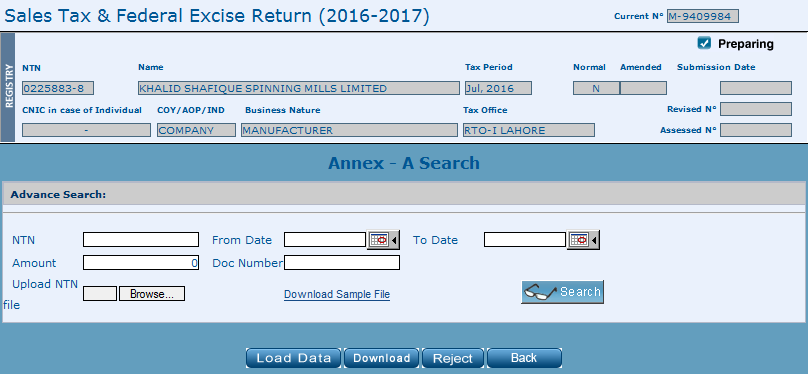 Sales Tax & Federal Excise Return (2016-2017)
Current N° M-9409984
Preparing
REGISTRY
NTN Name Tax Period Normal Amended Submission Date
0225883-8 KHALID SHAFIQUE SPINNING MILLS LIMITED Jul, 2016 N
CNIC in case of Individual COY/AOP/IND Business Nature Tax Office Revised N°
- COMPANY MANUFACTURER RTO-I LAHORE Assessed N°
Annex - A Search
Advance Search:
NTN From Date To Date
Amount 0 Doc Number
Upload NTN file Browse... Download Sample File Search
Load Data Download Reject Back